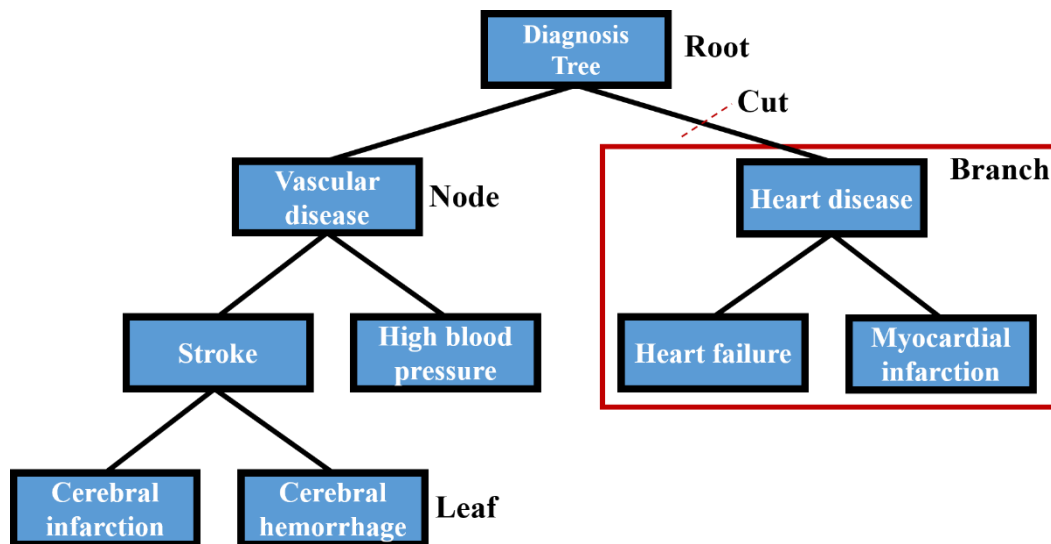 Diagnosis
Tree
Root
Cut
Branch
Vascular
disease
Node
Heart disease
Stroke
High blood
pressure
Heart failure
Myocardial
infarction
Cerebral
infarction
Cerebral
hemorrhage
Leaf